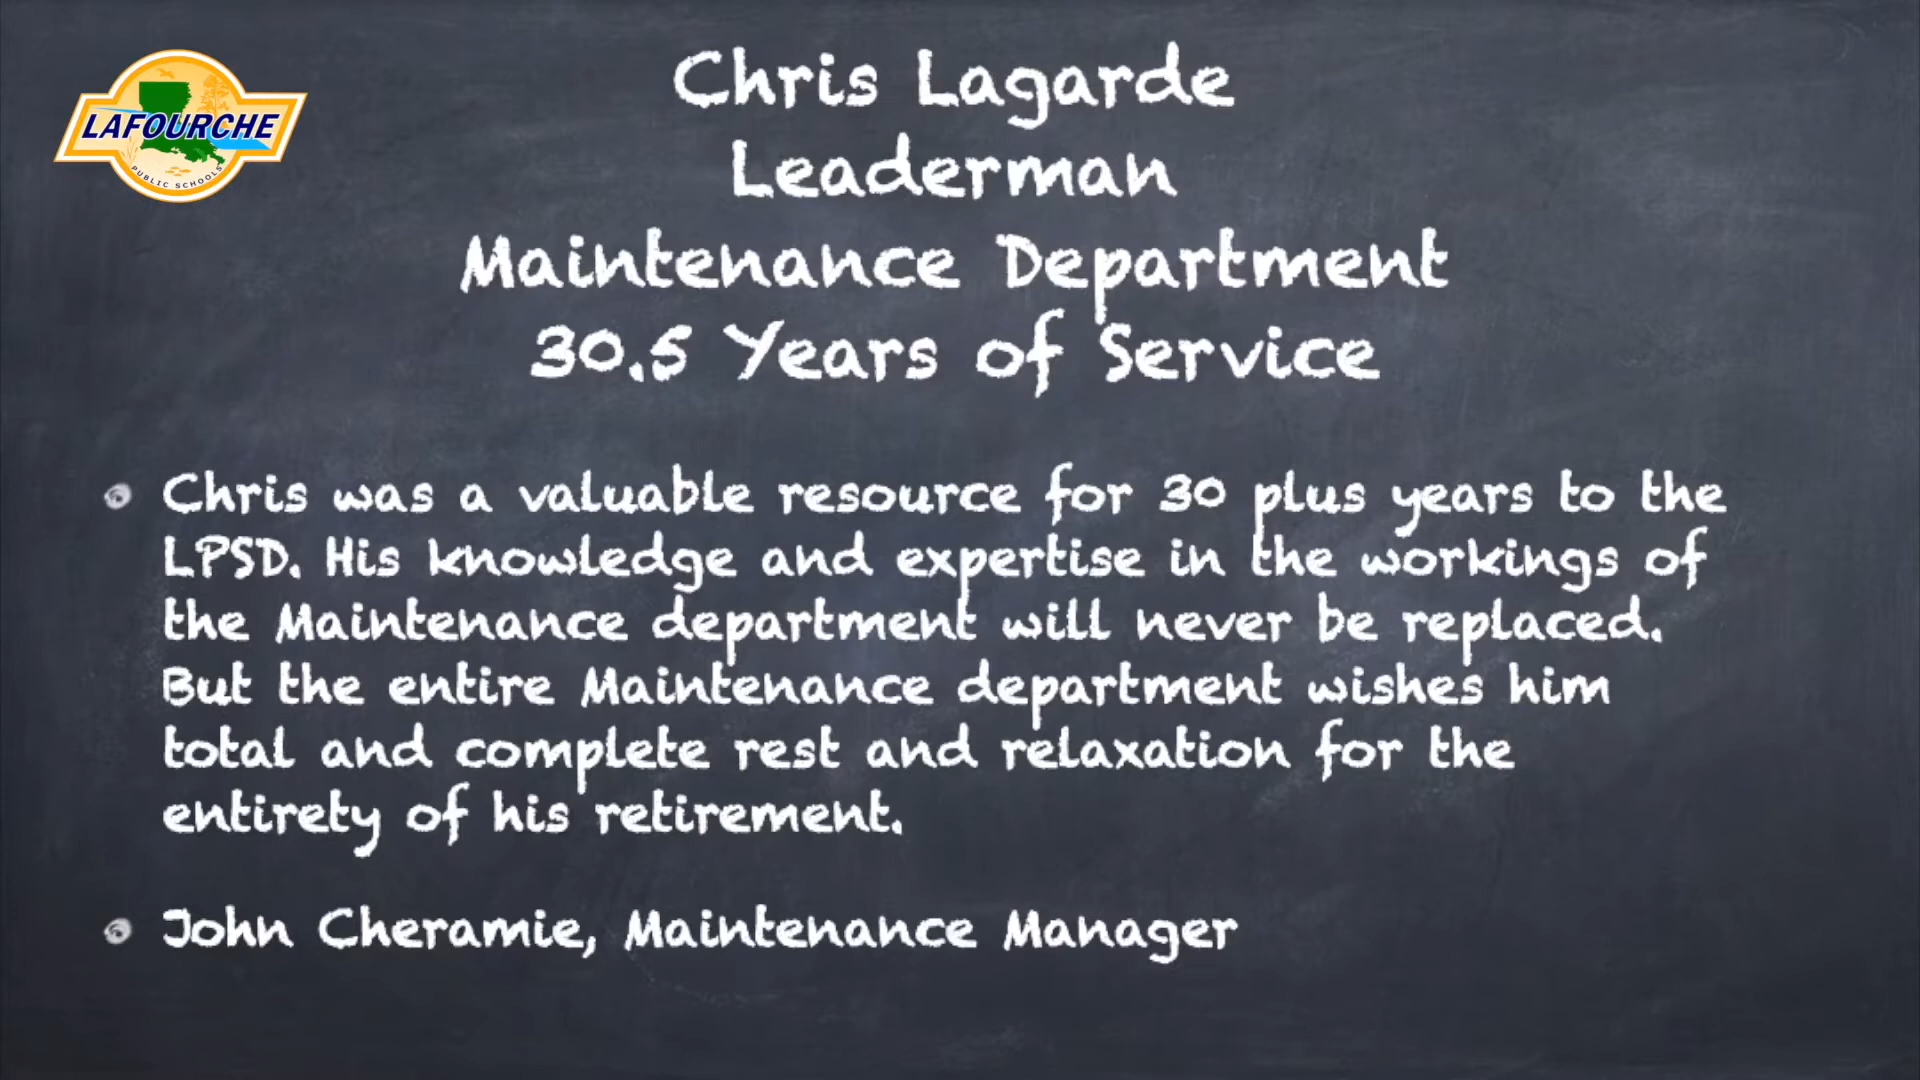 LAFOURCHE
PUBLIC SCHOOLS
Chris Lagarde
Leaderman
Maintenance Department
30.5 Years of Service
Chris was a valuable resource for 30 plus years to the
LPSD. His knowledge and expertise in the workings of
the Maintenance department will never be replaced.
But the entire Maintenance department wishes him
total and complete rest and relaxation for the
entirety of his retirement.
John Cheramie, Maintenance Manager